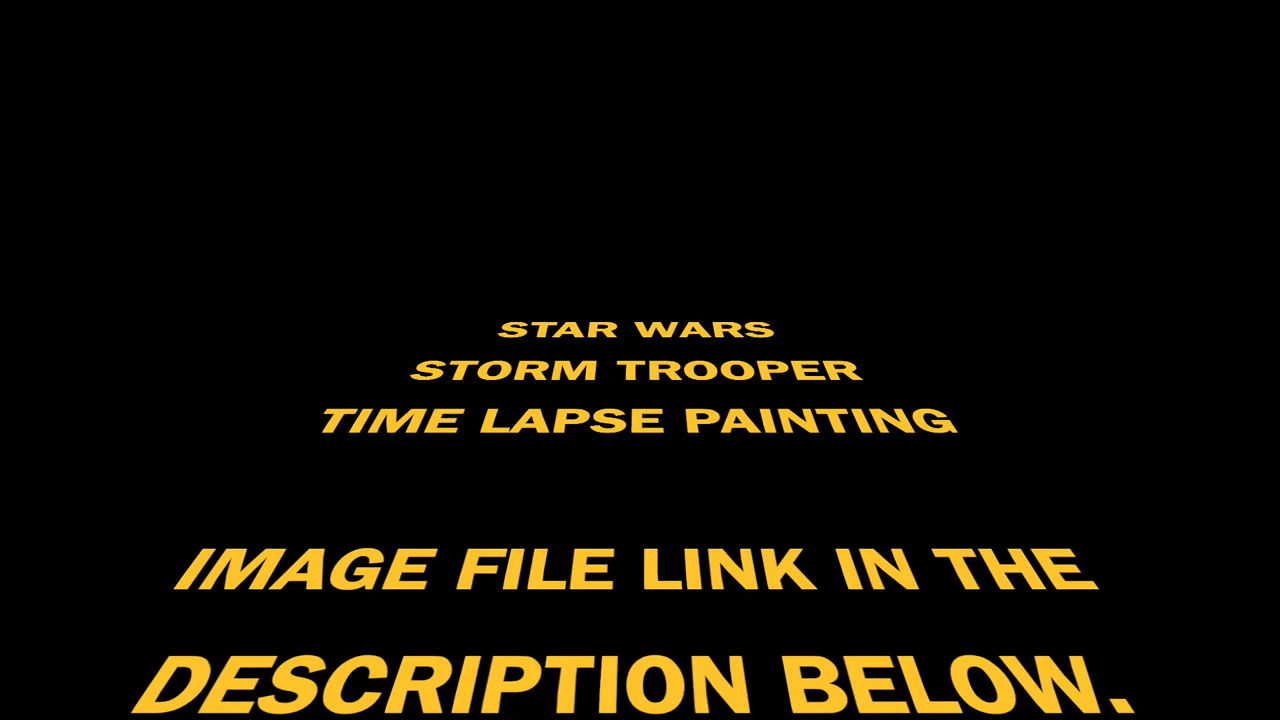 STAR WARS
STORM TROOPER
TIME LAPSE PAINTING
IMAGE FILE LINK IN THE
DESCRIPTION BELOW.